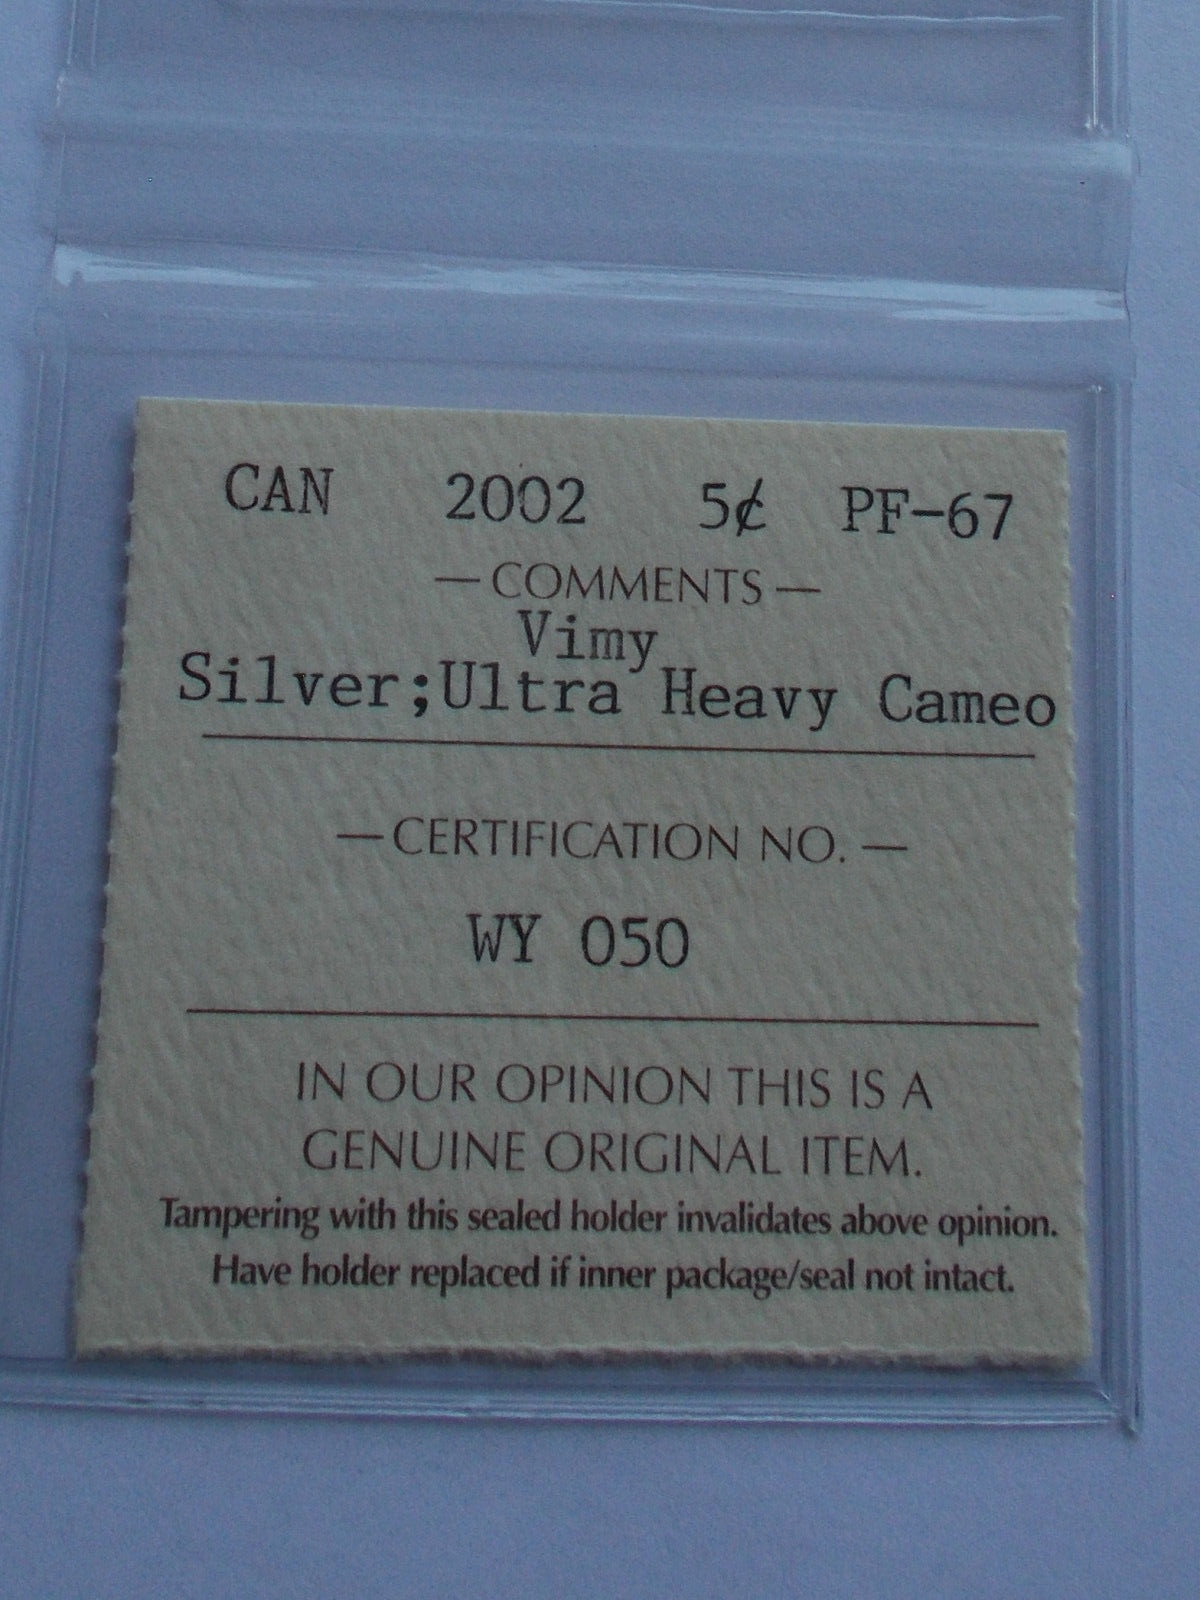 CAN 2002 5¢ PF-67
— COMMENTS —
Vimy
Silver;Ultra Heavy Cameo
— CERTIFICATION NO. —
WY 050
IN OUR OPINION THIS IS A
GENUINE ORIGINAL ITEM.
Tampering with this sealed holder invalidates above opinion.
Have holder replaced if inner package/seal not intact.